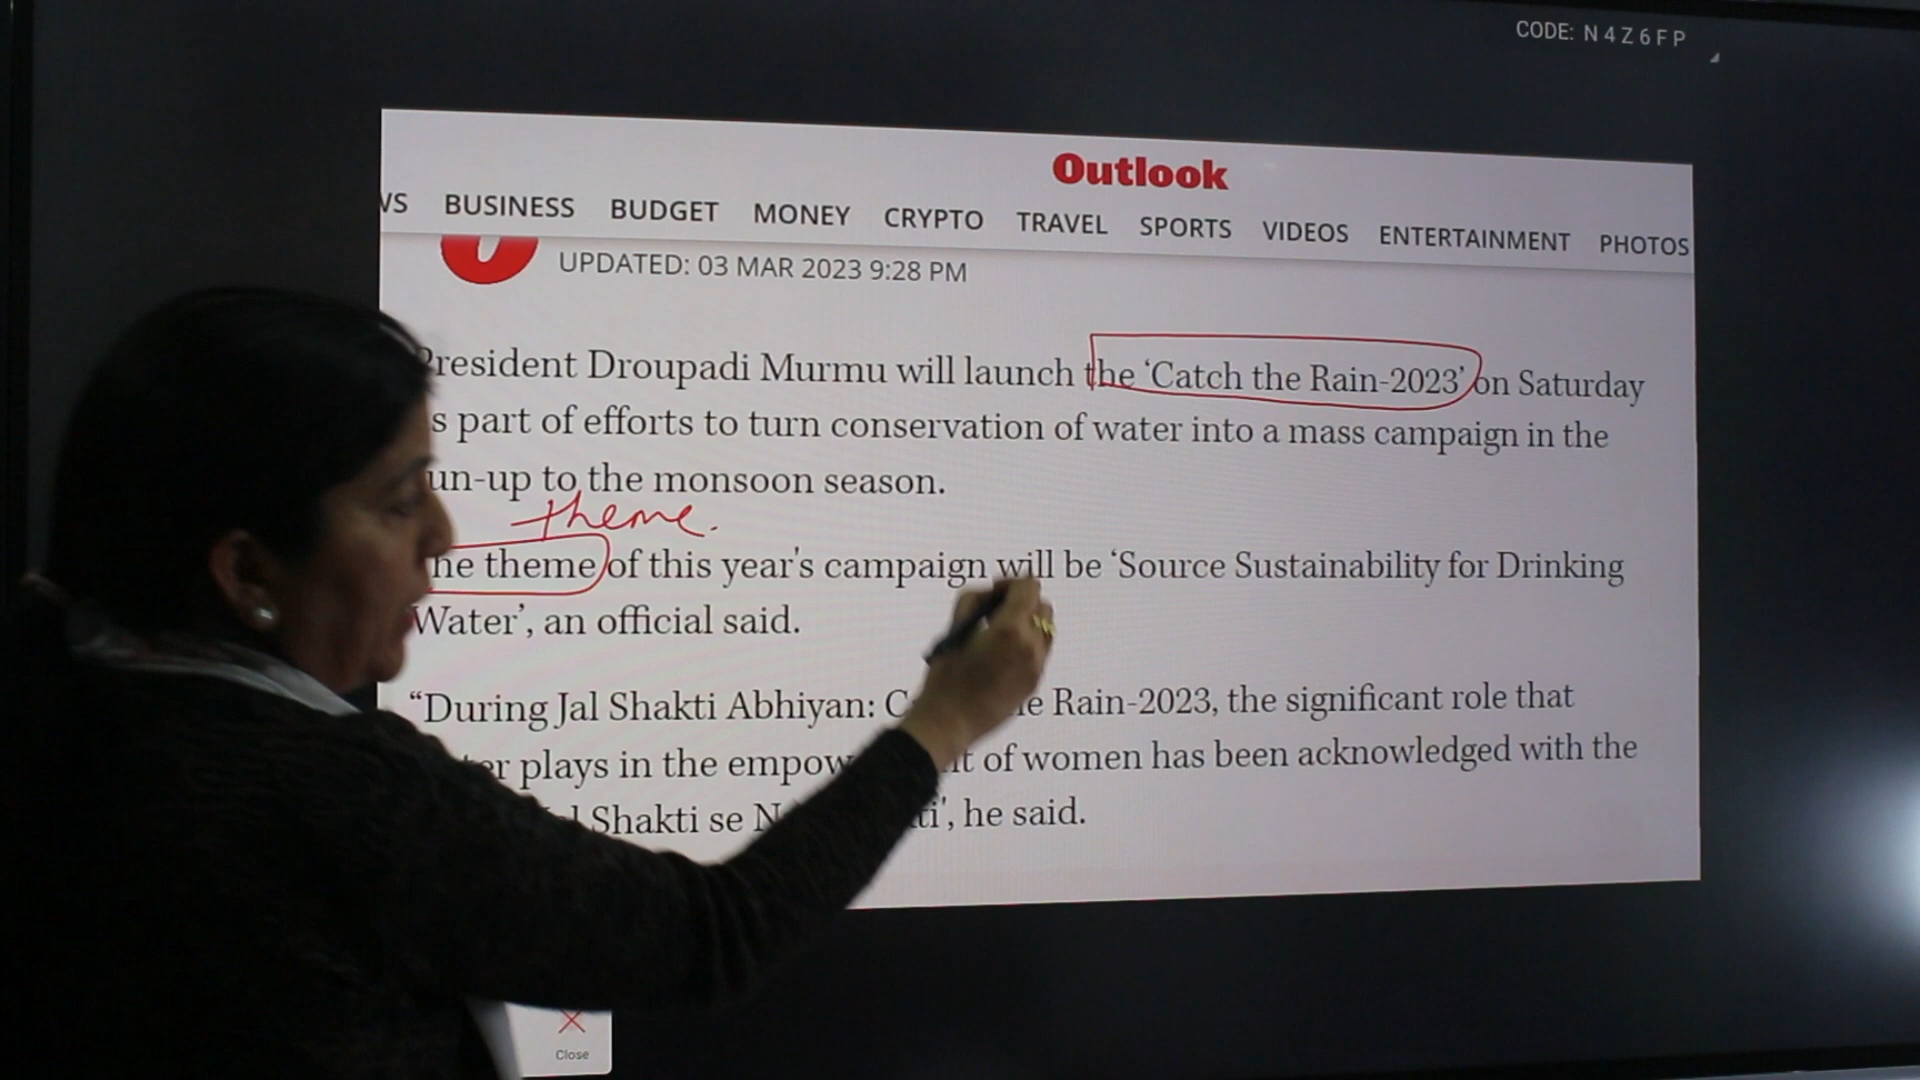 CODE: N4Z6FP
Outlook
BUSINESS BUDGET MONEY CRYPTO TRAVEL SPORTS VIDEOS ENTERTAINMENT PHOTOS
UPDATED: 03 MAR 2023 9:28 PM
President Droupadi Murmu will launch the ‘Catch the Rain-2023’ on Saturday
s part of efforts to turn conservation of water into a mass campaign in the
un-up to the monsoon season.
theme.
he theme of this year's campaign will be ‘Source Sustainability for Drinking
Water’, an official said.
“During Jal Shakti Abhiyan: C e Rain-2023, the significant role that
er plays in the empow t of women has been acknowledged with the
l Shakti se N ti', he said.
Close